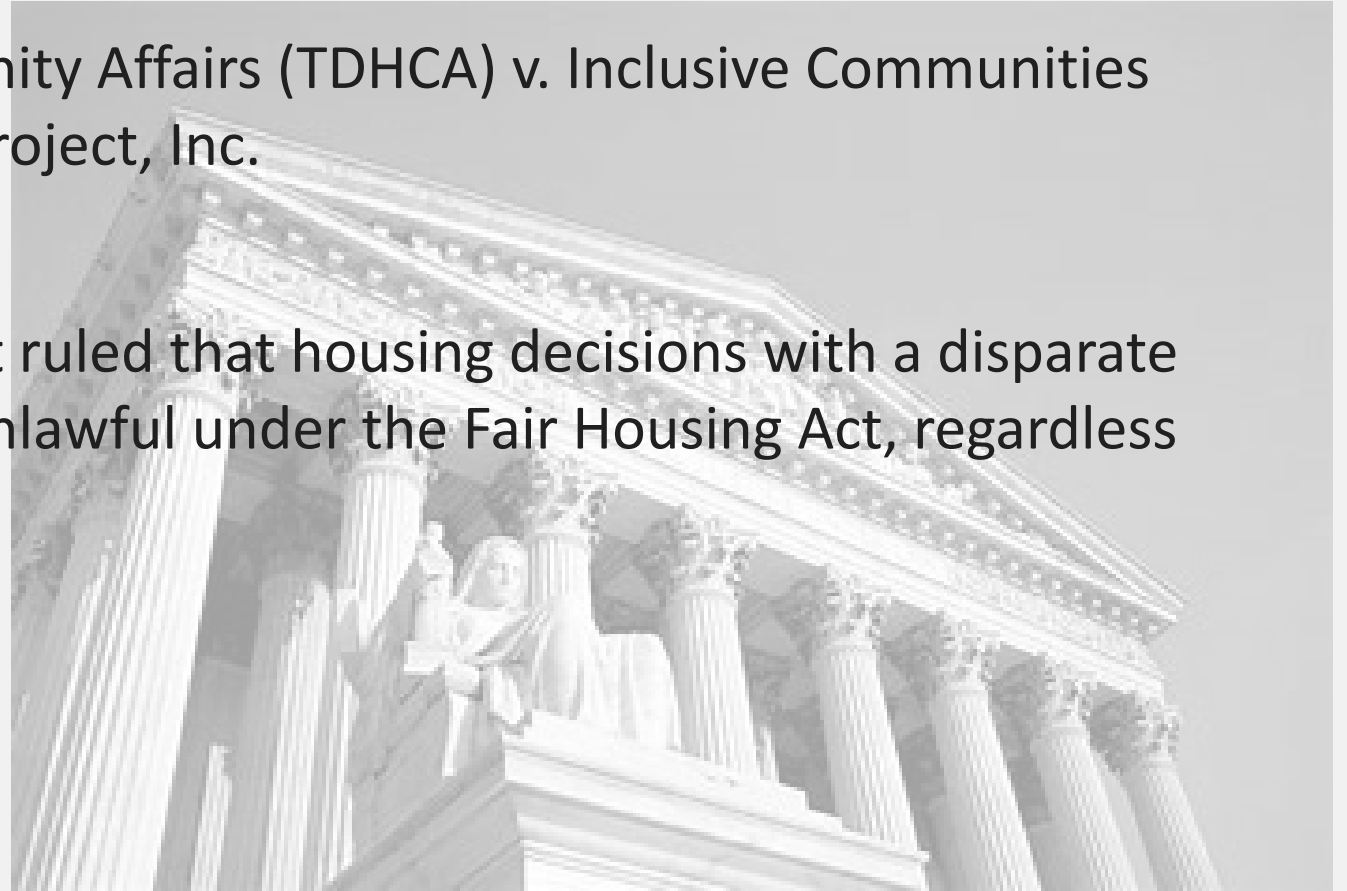 nity Affairs (TDHCA) v. Inclusive Communities
roject, Inc.
ruled that housing decisions with a disparate
nlawful under the Fair Housing Act, regardless